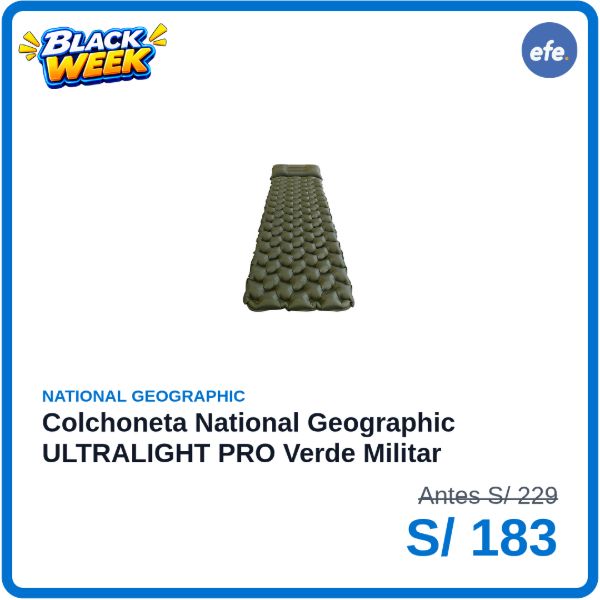 BLACK
WEEK
efe.
NATIONAL GEOGRAPHIC
Colchoneta National Geographic
ULTRALIGHT PRO Verde Militar
Antes S/ 229
S/ 183